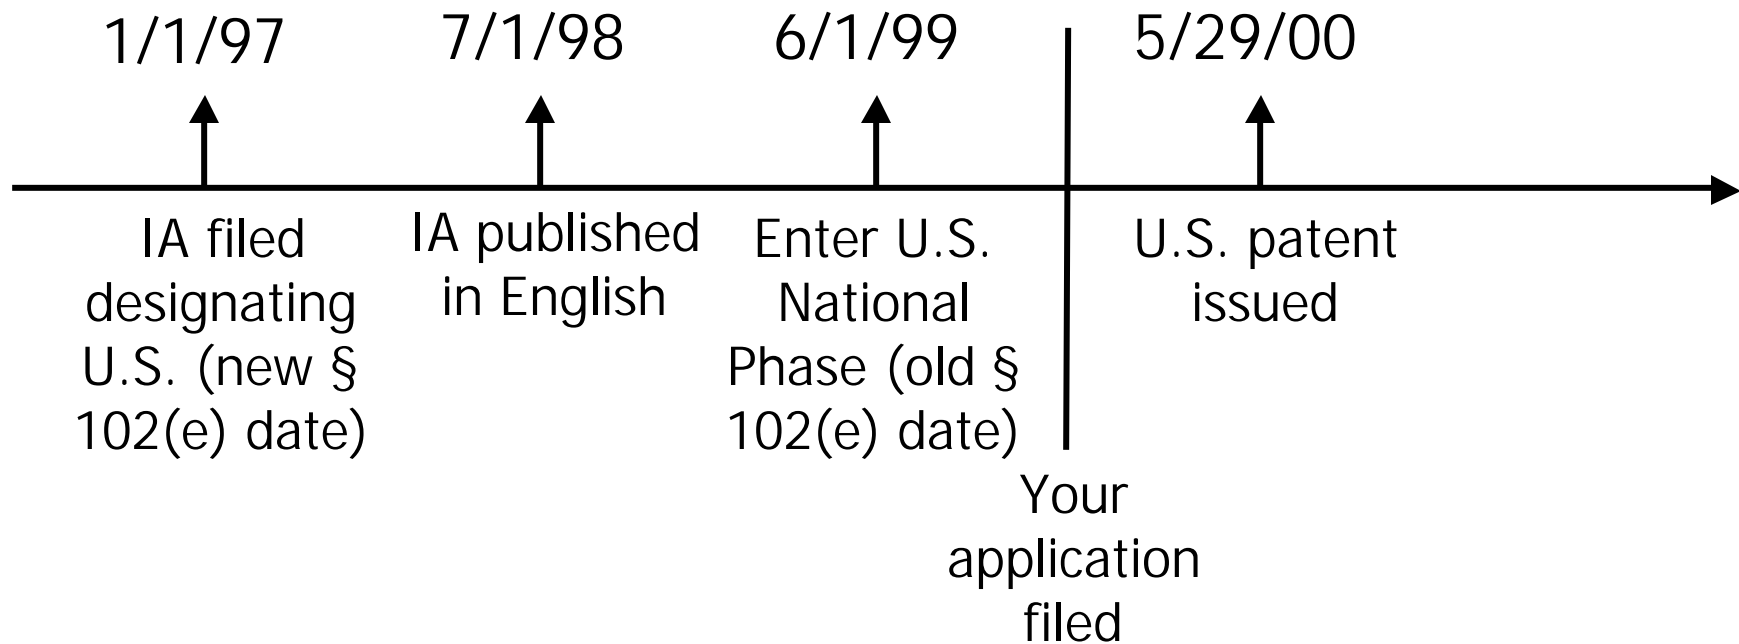 1/1/97
7/1/98
6/1/99
5/29/00
IA filed
designating
U.S. (new §
102(e) date)
IA published
in English
Enter U.S.
National
Phase (old §
102(e) date)
U.S. patent
issued
Your
application
filed